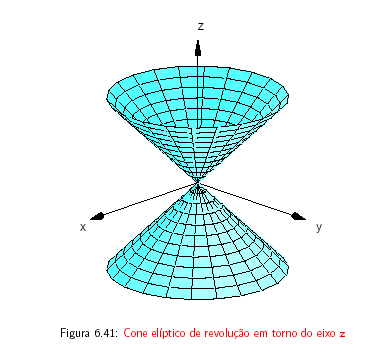 z
x
y
Figura 6.41: Cone elíptico de revolução em torno do eixo z